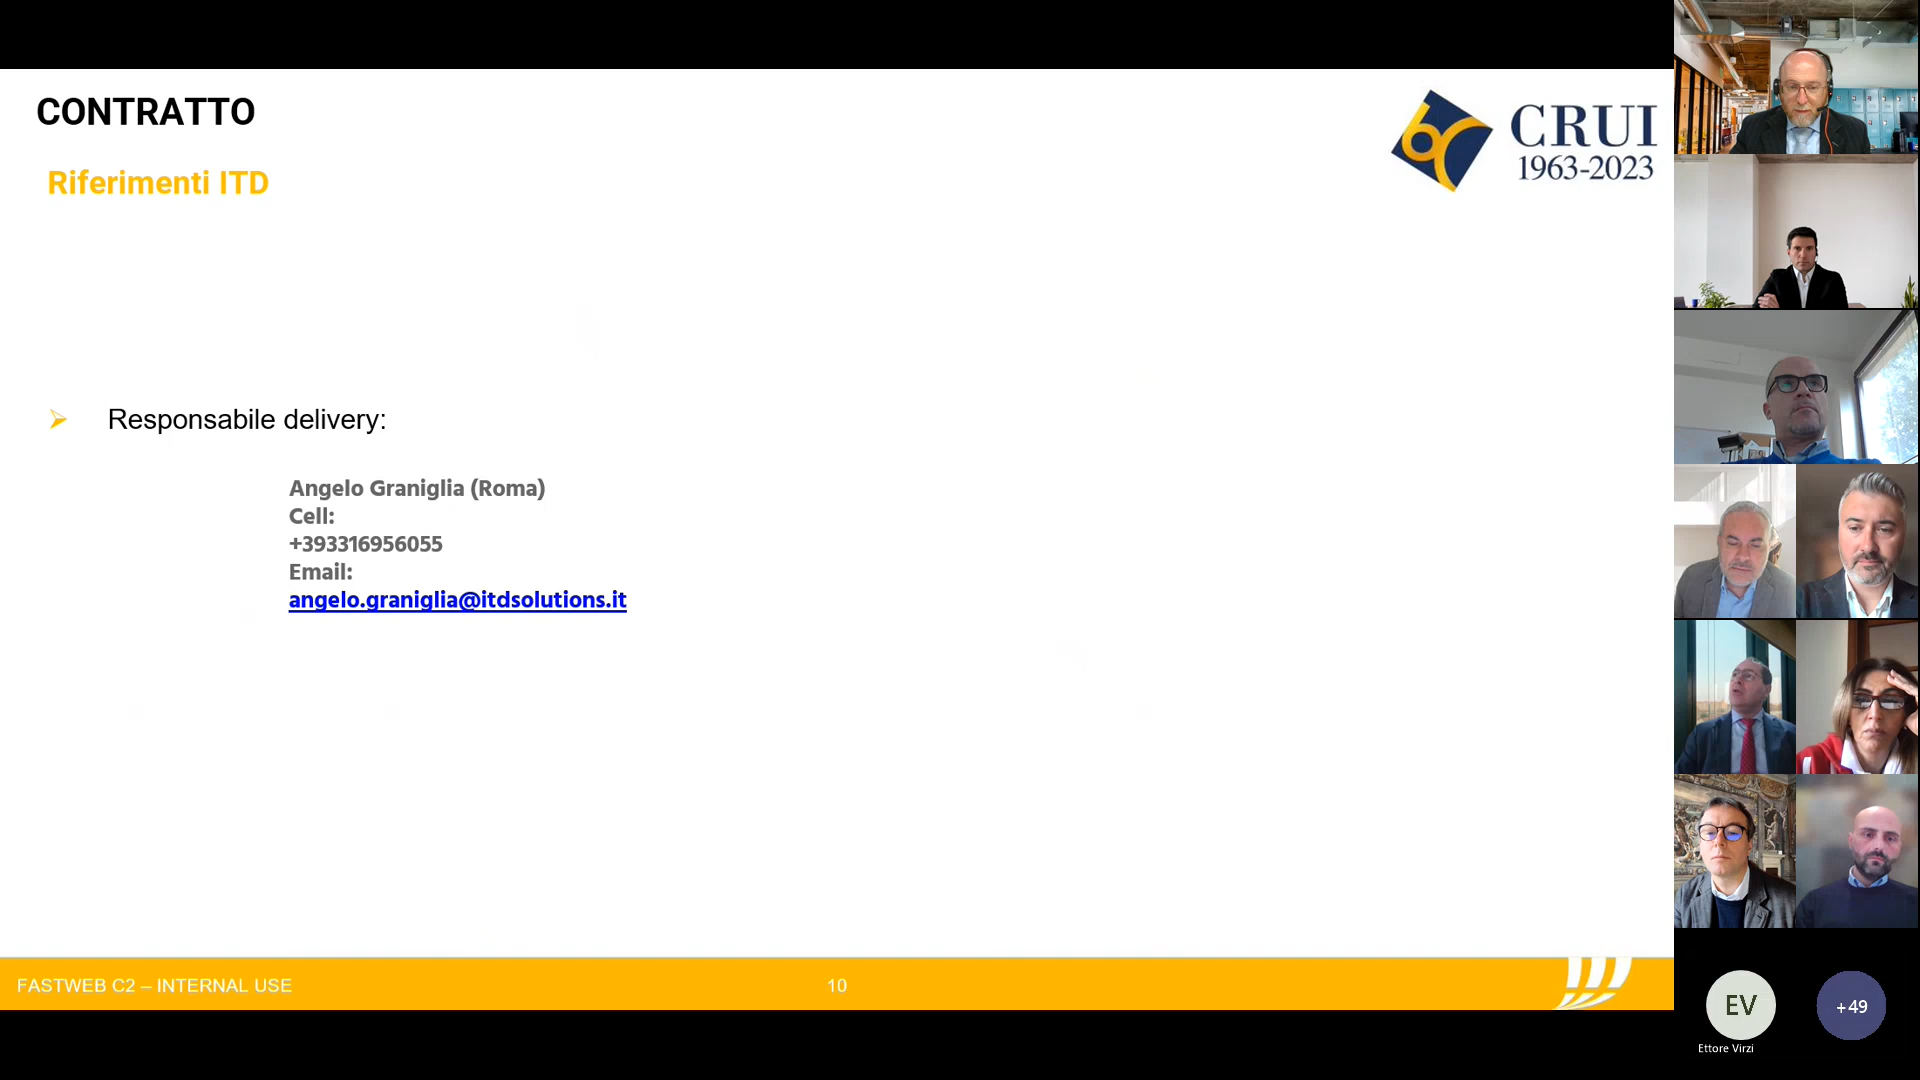 CONTRATTO
Riferimenti ITD
CRUI
1963-2023
➢ Responsabile delivery:
Angelo Graniglia (Roma)
Cell:
+393316956055
Email:
angelo.graniglia@itdsolutions.it
FASTWEB C2 – INTERNAL USE
10
EV
+49
Ettore Virzi